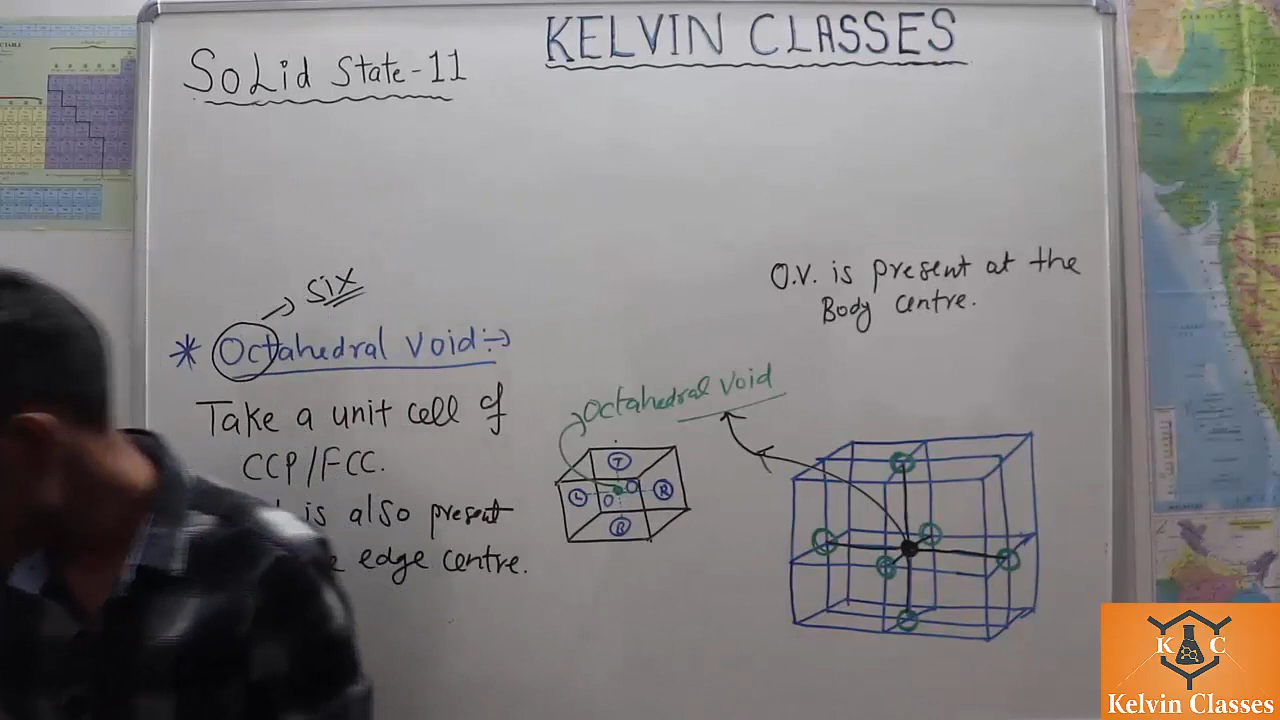 KELVIN CLASSES
Solid State-11
O.V. is present at the
Body centre.
six
* Octahedral void:→
Octahedral void
Take a unit cell of
CCP/FCC.
is also present
edge centre.
T
L
R
B
K C
Kelvin Classes